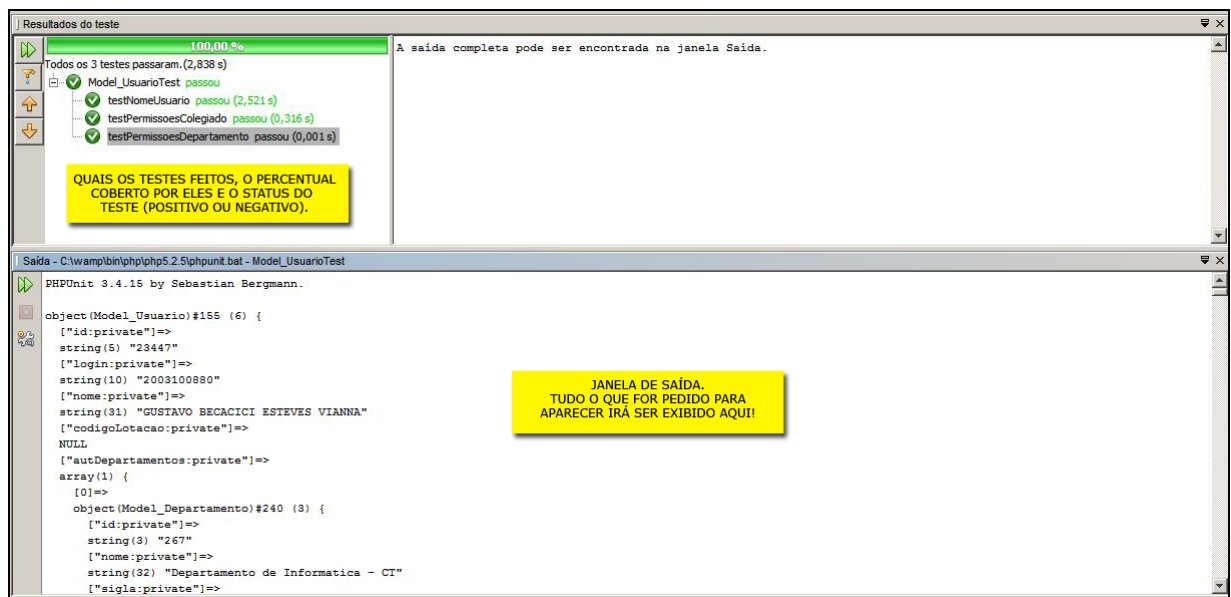 Resultados do teste
100,00 %
Todos os 3 testes passaram.(2,838 s)
Model_UsuarioTest passou
testNomeUsuario passou (2,521 s)
testPermissoesColegiado passou (0,316 s)
testPermissoesDepartamento passou (0,001 s)
QUAIS OS TESTES FEITOS, O PERCENTUAL
COBERTO POR ELES E O STATUS DO
TESTE (POSITIVO OU NEGATIVO).
A saída completa pode ser encontrada na janela Saída.
Saída - C:\wamp\bin\php\php5.2.5\phpunit.bat - Model_UsuarioTest
PHPUnit 3.4.15 by Sebastian Bergmann.
object(Model_Usuario)#155 (6) {
["id:private"]=>
string(5) "23447"
["login:private"]=>
string(10) "2003100880"
["nome:private"]=>
string(31) "GUSTAVO BECACICI ESTEVES VIANNA"
["codigoLotacao:private"]=>
NULL
["autDepartamentos:private"]=>
array(1) {
[0]=>
object(Model_Departamento)#240 (3) {
["id:private"]=>
string(3) "267"
["nome:private"]=>
string(32) "Departamento de Informatica - CT"
["sigla:private"]=>
JANELA DE SAÍDA.
TUDO O QUE FOR PEDIDO PARA
APARECER IRÁ SER EXIBIDO AQUI!